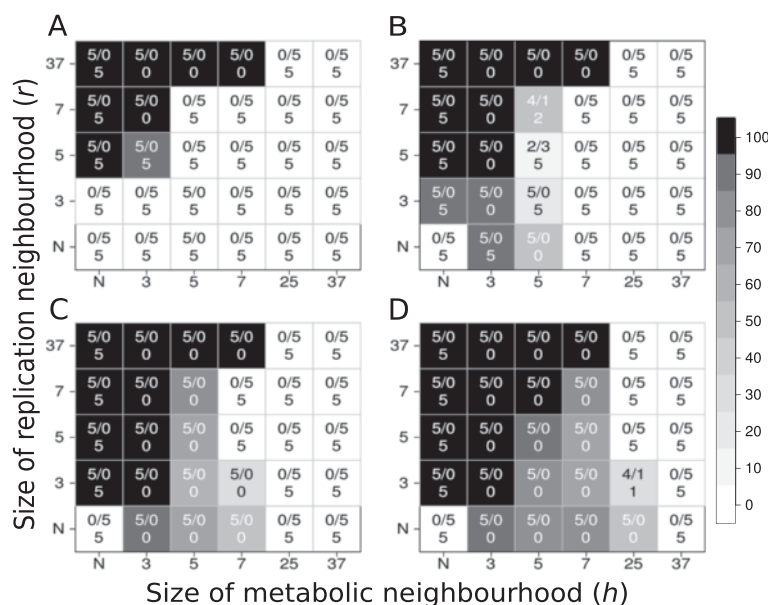 A
Size of replication neighbourhood (r)
37 5/0 5/0 5/0 5/0 0/5 0/5
5 0 0 0 5 5
7 5/0 5/0 0/5 0/5 0/5 0/5
5 0 5 5 5 5
5 5/0 5/0 0/5 0/5 0/5 0/5
5 5 5 5 5 5
3 0/5 0/5 5/0 0/5 0/5 0/5
5 5 5 5 5 5
N 0/5 0/5 5/0 0/5 0/5 0/5
5 5 5 5 5 5
N 3 5 7 25 37
B
37 5/0 5/0 5/0 5/0 0/5 0/5
5 0 0 0 5 5
7 5/0 5/0 4/1 0/5 0/5 0/5
5 0 2 5 5 5
5 5/0 5/0 2/3 0/5 0/5 0/5
5 0 5 5 5 5
3 5/0 5/0 5/0 0/5 0/5 0/5
5 0 5 5 5 5
N 0/5 5/0 5/0 0/5 0/5 0/5
5 5 0 5 5 5
N 3 5 7 25 37
C
37 5/0 5/0 5/0 5/0 0/5 0/5
5 0 0 0 5 5
7 5/0 5/0 5/0 0/5 0/5 0/5
5 0 0 5 5 5
5 5/0 5/0 5/0 0/5 0/5 0/5
5 0 0 5 5 5
3 5/0 5/0 5/0 5/0 0/5 0/5
5 0 0 0 5 5
N 0/5 5/0 5/0 5/0 0/5 0/5
5 0 0 0 5 5
N 3 5 7 25 37
D
37 5/0 5/0 5/0 5/0 0/5 0/5
5 0 0 0 5 5
7 5/0 5/0 5/0 5/0 0/5 0/5
5 0 0 0 5 5
5 5/0 5/0 5/0 5/0 0/5 0/5
5 0 0 0 5 5
3 5/0 5/0 5/0 5/0 4/1 0/5
5 0 0 0 1 5
N 0/5 5/0 5/0 5/0 5/0 0/5
5 0 0 0 0 5
N 3 5 7 25 37
100
90
80
70
60
50
40
30
20
10
0
Size of metabolic neighbourhood (h)